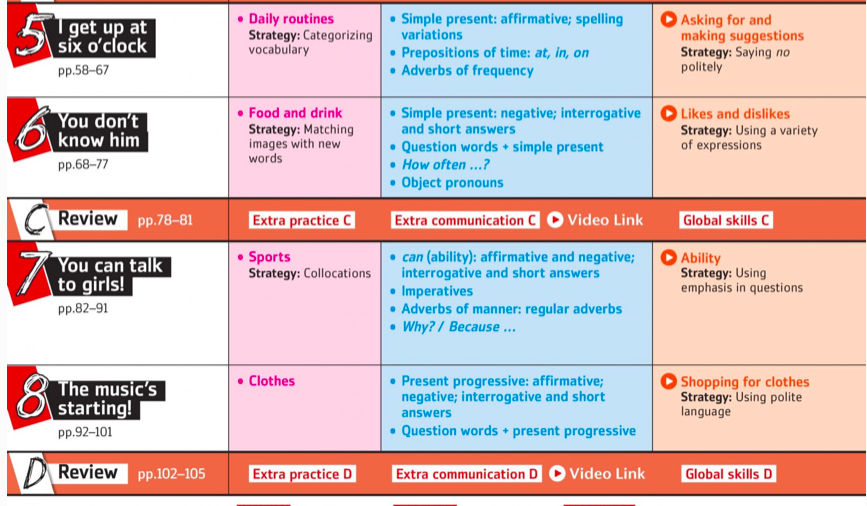 5 I get up at
six o'clock
pp.58–67
• Daily routines
Strategy: Categorizing
vocabulary
• Simple present: affirmative; spelling
variations
• Prepositions of time: at, in, on
• Adverbs of frequency
Asking for and
making suggestions
Strategy: Saying no
politely
6 You don't
know him
pp.68–77
• Food and drink
Strategy: Matching
images with new
words
• Simple present: negative; interrogative
and short answers
• Question words + simple present
• How often ...?
• Object pronouns
Likes and dislikes
Strategy: Using a variety
of expressions
C Review pp.78–81 Extra practice C Extra communication C Video Link Global skills C
7 You can talk
to girls!
pp.82–91
• Sports
Strategy: Collocations
• can (ability): affirmative and negative;
interrogative and short answers
• Imperatives
• Adverbs of manner: regular adverbs
• Why? / Because ...
Ability
Strategy: Using
emphasis in questions
8 The music's
starting!
pp.92–101
• Clothes
• Present progressive: affirmative;
negative; interrogative and short
answers
• Question words + present progressive
Shopping for clothes
Strategy: Using polite
language
D Review pp.102–105 Extra practice D Extra communication D Video Link Global skills D